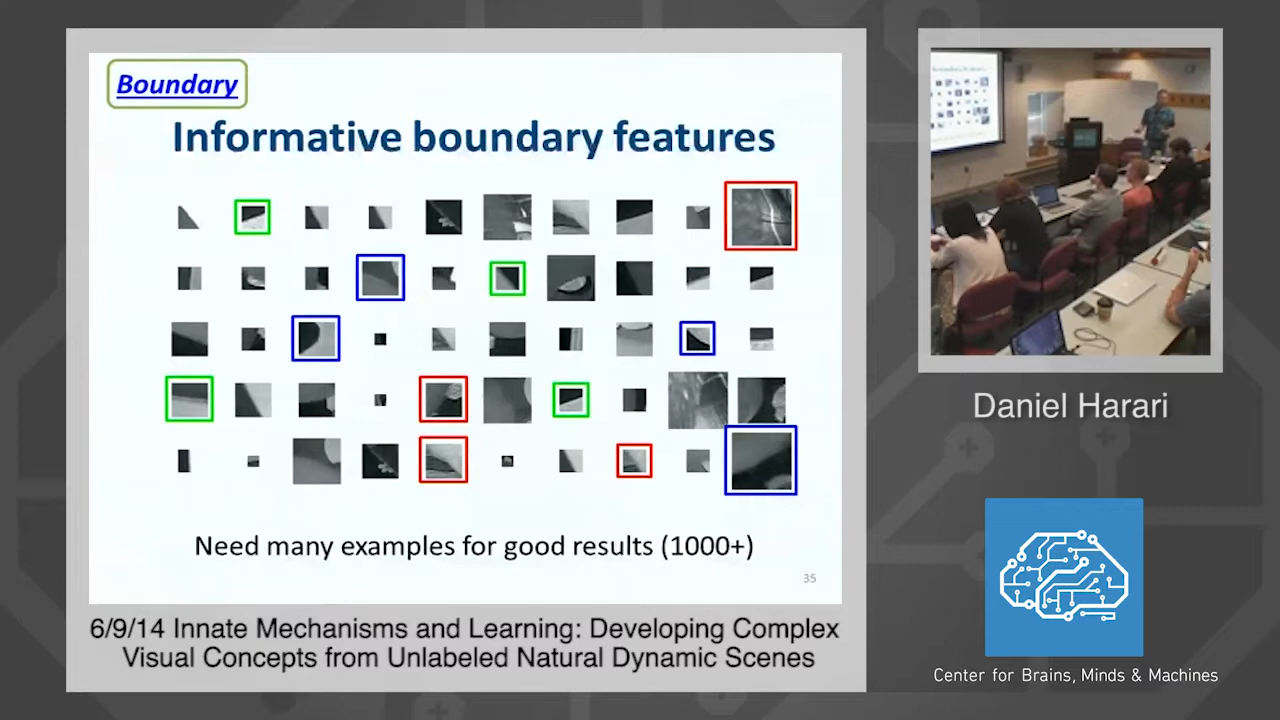 Boundary
Informative boundary features
Need many examples for good results (1000+)
35
6/9/14 Innate Mechanisms and Learning: Developing Complex
Visual Concepts from Unlabeled Natural Dynamic Scenes
Daniel Harari
Center for Brains, Minds & Machines